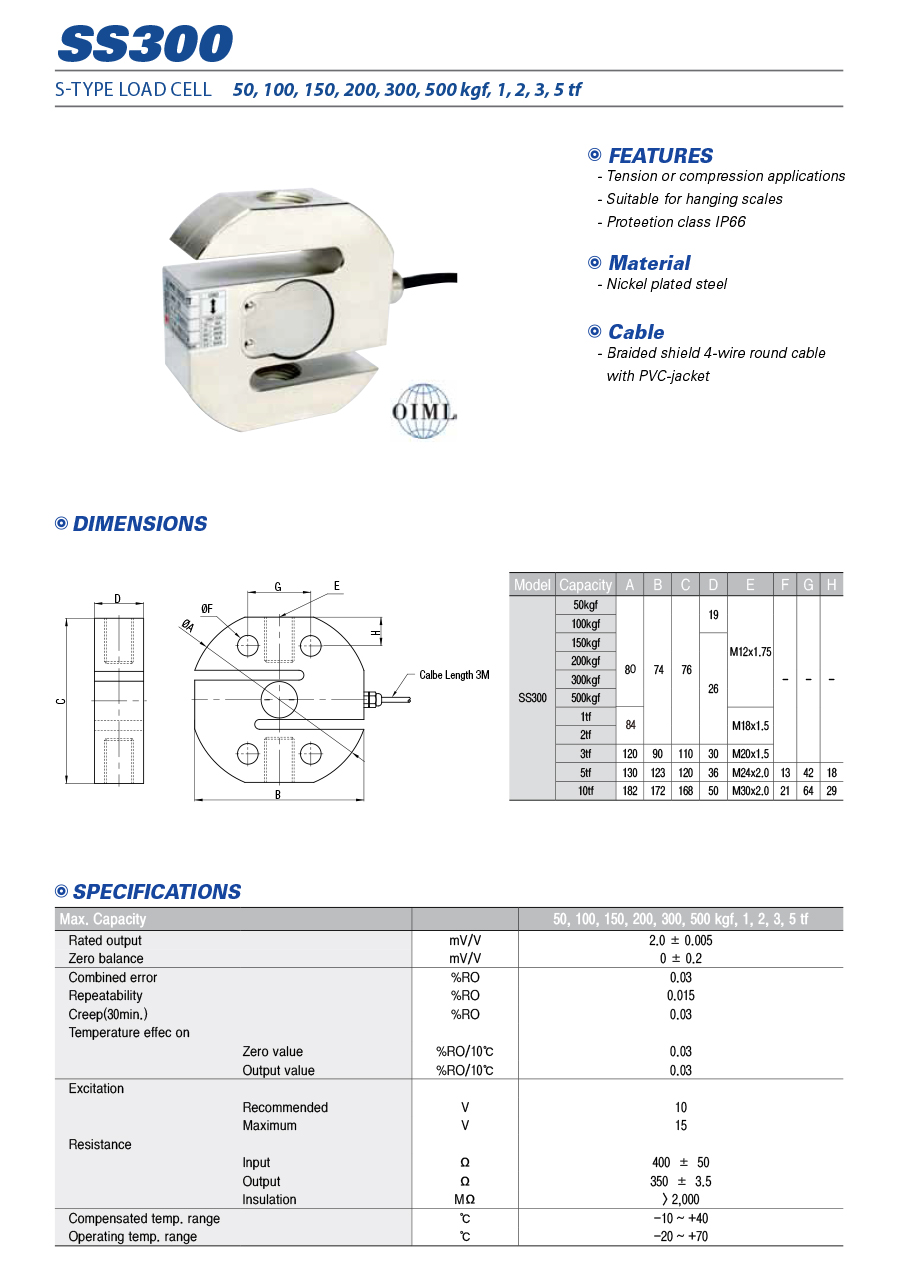 SS300
S-TYPE LOAD CELL 50, 100, 150, 200, 300, 500 kgf, 1, 2, 3, 5 tf
FEATURES
- Tension or compression applications
- Suitable for hanging scales
- Proteetion class IP66
Material
- Nickel plated steel
Cable
- Braided shield 4-wire round cable
with PVC-jacket
OIML
DIMENSIONS
D
C
G
E
ØF
ØA
H
Calbe Length 3M
B
Model Capacity A B C D E F G H
SS300
50kgf 80 74 76 19 M12x1.75 – – –
100kgf
150kgf 26
200kgf
300kgf
500kgf
1tf 84 M18x1.5
2tf
3tf 120 90 110 30 M20x1.5
5tf 130 123 120 36 M24x2.0 13 42 18
10tf 182 172 168 50 M30x2.0 21 64 29
SPECIFICATIONS
Max. Capacity 50, 100, 150, 200, 300, 500 kgf, 1, 2, 3, 5 tf
Rated output mV/V 2.0 ± 0.005
Zero balance mV/V 0 ± 0.2
Combined error %RO 0.03
Repeatability %RO 0.015
Creep(30min.) %RO 0.03
Temperature effec on
Zero value %RO/10℃ 0.03
Output value %RO/10℃ 0.03
Excitation
Recommended V 10
Maximum V 15
Resistance
Input Ω 400 ± 50
Output Ω 350 ± 3.5
Insulation MΩ > 2,000
Compensated temp. range ℃ -10 ~ +40
Operating temp. range ℃ -20 ~ +70